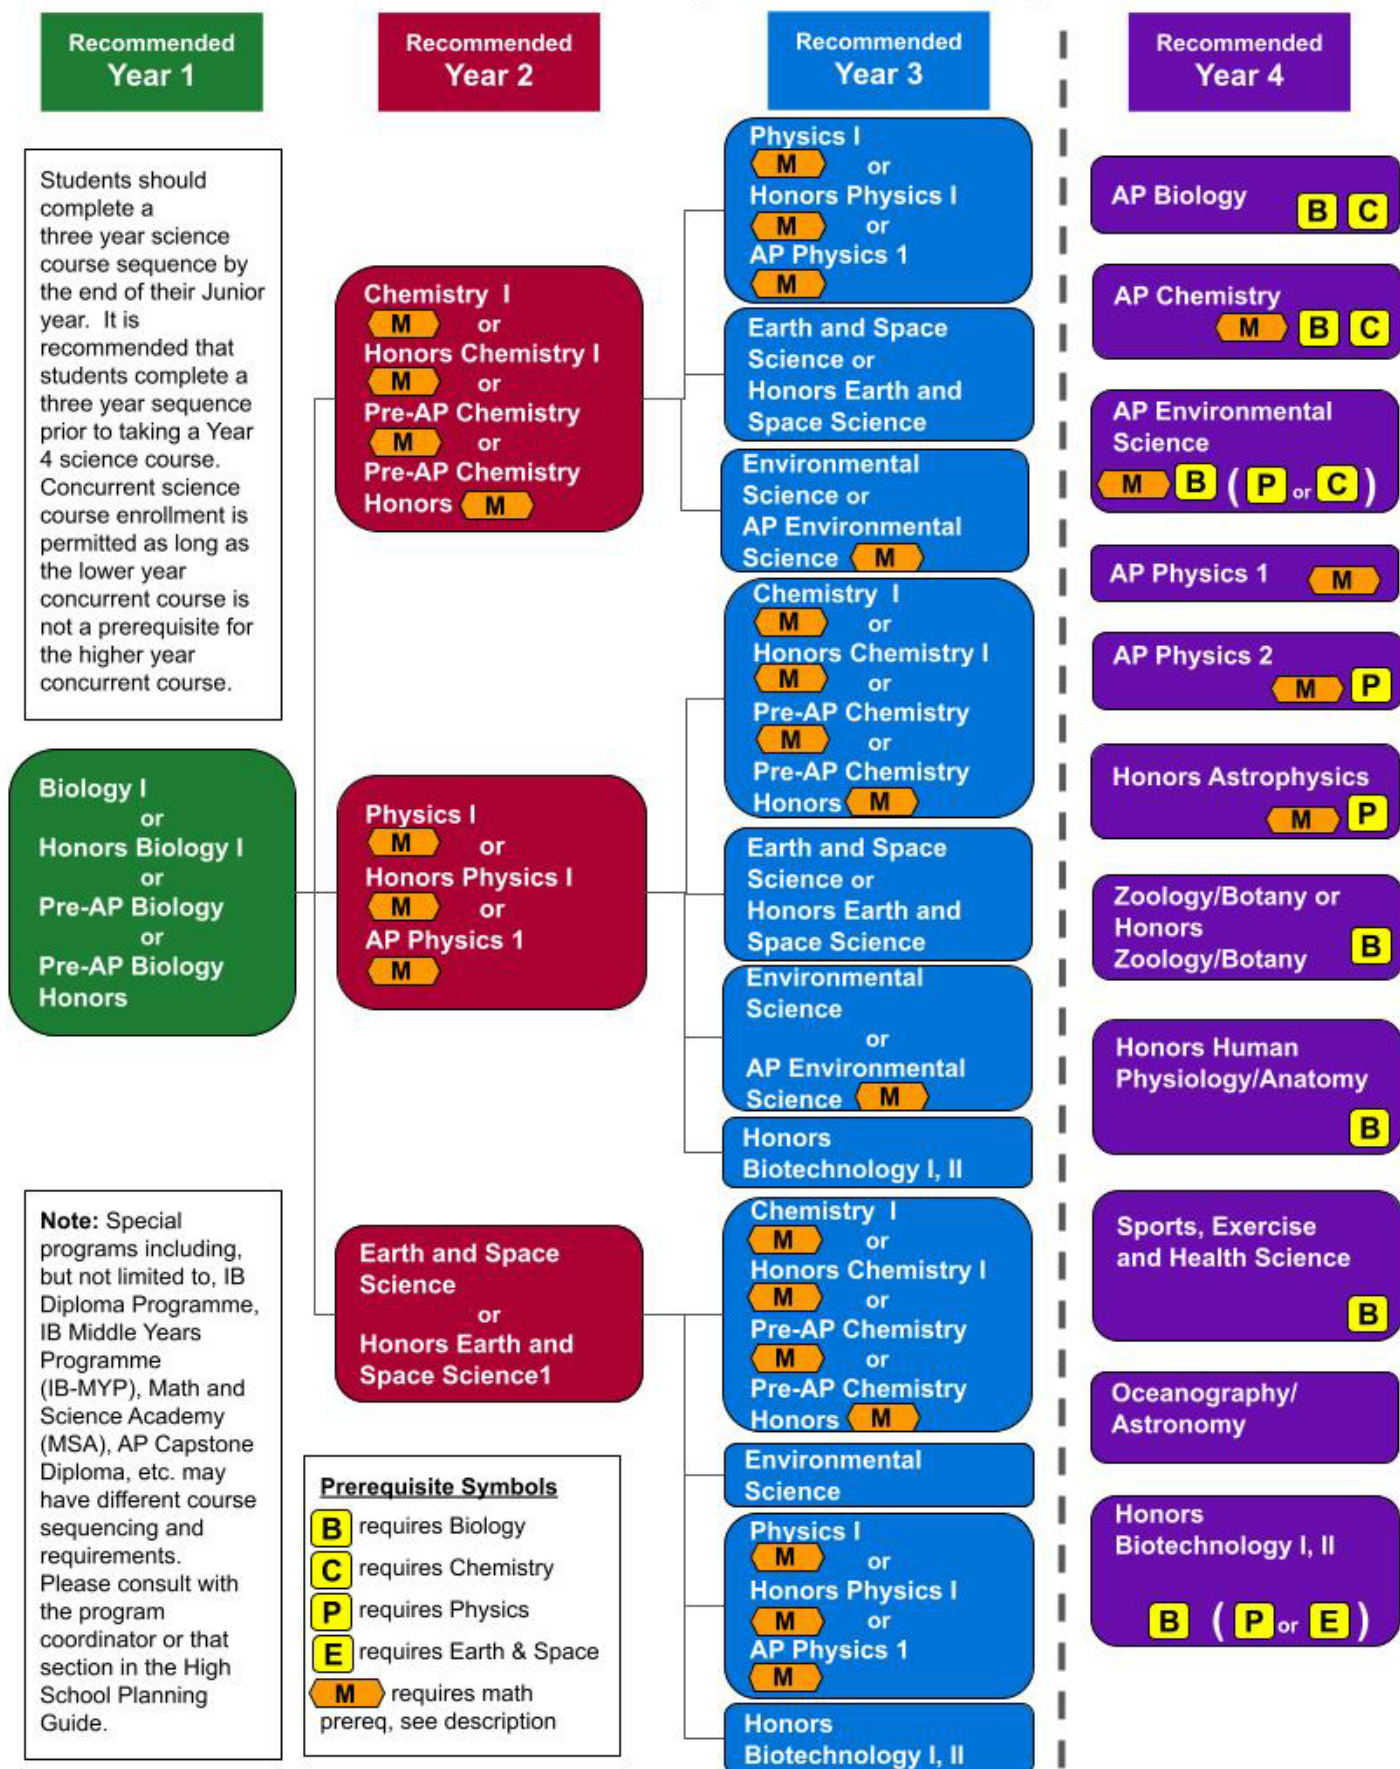 Recommended
Year 1
Recommended
Year 2
Recommended
Year 3
Recommended
Year 4
Students should
complete a
three year science
course sequence by
the end of their Junior
year. It is
recommended that
students complete a
three year sequence
prior to taking a Year
4 science course.
Concurrent science
course enrollment is
permitted as long as
the lower year
concurrent course is
not a prerequisite for
the higher year
concurrent course.
Biology I
or
Honors Biology I
or
Pre-AP Biology
or
Pre-AP Biology
Honors
Note: Special
programs including,
but not limited to, IB
Diploma Programme,
IB Middle Years
Programme
(IB-MYP), Math and
Science Academy
(MSA), AP Capstone
Diploma, etc. may
have different course
sequencing and
requirements.
Please consult with
the program
coordinator or that
section in the High
School Planning
Guide.
Chemistry I
M or
Honors Chemistry I
M or
Pre-AP Chemistry
M or
Pre-AP Chemistry
Honors M
Physics I
M or
Honors Physics I
M or
AP Physics 1
M
Earth and Space
Science
or
Honors Earth and
Space Science1
Prerequisite Symbols
B requires Biology
C requires Chemistry
P requires Physics
E requires Earth & Space
M requires math
prereq, see description
Physics I
M or
Honors Physics I
M or
AP Physics 1
M
Earth and Space
Science or
Honors Earth and
Space Science
Environmental
Science or
AP Environmental
Science M
Chemistry I
M or
Honors Chemistry I
M or
Pre-AP Chemistry
M or
Pre-AP Chemistry
Honors M
Earth and Space
Science or
Honors Earth and
Space Science
Environmental
Science
or
AP Environmental
Science M
Honors
Biotechnology I, II
Chemistry I
M or
Honors Chemistry I
M or
Pre-AP Chemistry
M or
Pre-AP Chemistry
Honors M
Environmental
Science
Physics I
M or
Honors Physics I
M or
AP Physics 1
M
Honors
Biotechnology I, II
AP Biology
B C
AP Chemistry
M B C
AP Environmental
Science
M B ( P or C )
AP Physics 1 M
AP Physics 2
M P
Honors Astrophysics
M P
Zoology/Botany or
Honors
Zoology/Botany B
Honors Human
Physiology/Anatomy
B
Sports, Exercise
and Health Science
B
Oceanography/
Astronomy
Honors
Biotechnology I, II
B ( P or E )